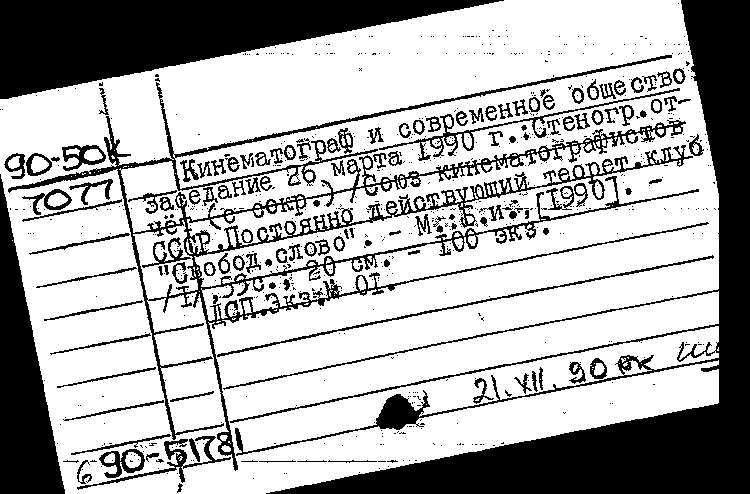 90-50к
7077
Кинематограф и современное общество:
Заседание 26 марта 1990 г.:Стеногр.от-
чёт (с сокр.) /Союз кинематографистов
СССР.Постоянно действующий теорет.клуб
"Свобод.слово". - М.:Б.и.,[1990]. -
/I/,53с.; 20 см. - 100 экз.
ДСП.Экз.№ 01.
21.XII.90
6 90-51781